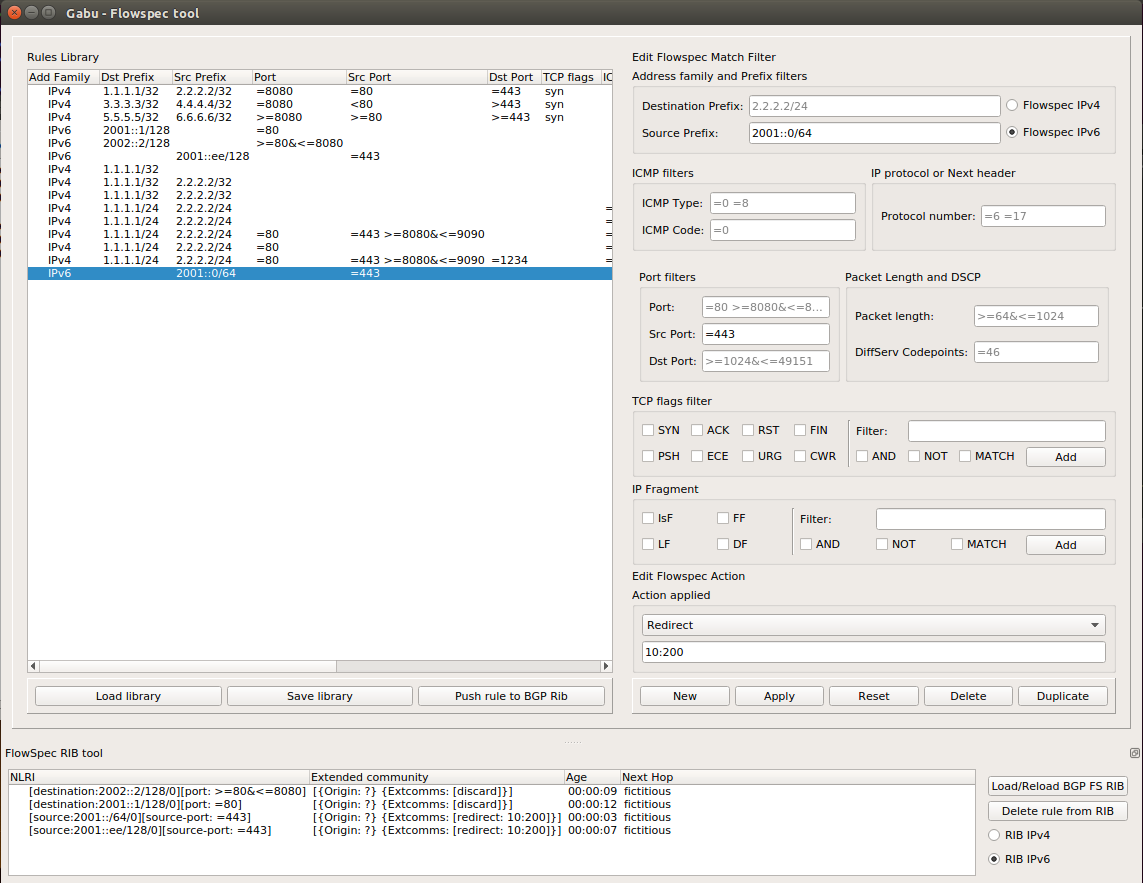 Gabu - Flowspec tool
Rules Library
Add Family Dst Prefix Src Prefix Port Src Port Dst Port TCP flags IC
IPv4 1.1.1.1/32 2.2.2.2/32 =8080 =80 =443 syn
IPv4 3.3.3.3/32 4.4.4.4/32 =8080 <80 >443 syn
IPv4 5.5.5.5/32 6.6.6.6/32 >=8080 >=80 >=443 syn
IPv6 2001::1/128 =80
IPv6 2002::2/128 >=80&<=8080
IPv6 2001::ee/128 =443
IPv4 1.1.1.1/32
IPv4 1.1.1.1/32 2.2.2.2/32
IPv4 1.1.1.1/32 2.2.2.2/32
IPv4 1.1.1.1/24 2.2.2.2/24 =
IPv4 1.1.1.1/24 2.2.2.2/24 =
IPv4 1.1.1.1/24 2.2.2.2/24 =80 =443 >=8080&<=9090 =
IPv4 1.1.1.1/24 2.2.2.2/24 =80 =
IPv4 1.1.1.1/24 2.2.2.2/24 =80 =443 >=8080&<=9090 =1234 =
IPv6 2001::0/64 =443
Load library Save library Push rule to BGP Rib
Edit Flowspec Match Filter
Address family and Prefix filters
Destination Prefix: 2.2.2.2/24 Flowspec IPv4
Source Prefix: 2001::0/64 Flowspec IPv6
ICMP filters IP protocol or Next header
ICMP Type: =0 =8
Protocol number: =6 =17
ICMP Code: =0
Port filters Packet Length and DSCP
Port: =80 >=8080&<=8...
Packet length: >=64&<=1024
Src Port: =443
DiffServ Codepoints: =46
Dst Port: >=1024&<=49151
TCP flags filter
SYN ACK RST FIN Filter:
PSH ECE URG CWR AND NOT MATCH Add
IP Fragment
IsF FF Filter:
LF DF AND NOT MATCH Add
Edit Flowspec Action
Action applied
Redirect
10:200
New Apply Reset Delete Duplicate
FlowSpec RIB tool
NLRI Extended community Age Next Hop
[destination:2002::2/128/0][port: >=80&<=8080] [{Origin: ?} {Extcomms: [discard]}] 00:00:09 fictitious
[destination:2001::1/128/0][port: =80] [{Origin: ?} {Extcomms: [discard]}] 00:00:12 fictitious
[source:2001::/64/0][source-port: =443] [{Origin: ?} {Extcomms: [redirect: 10:200]}] 00:00:03 fictitious
[source:2001::ee/128/0][source-port: =443] [{Origin: ?} {Extcomms: [redirect: 10:200]}] 00:00:07 fictitious
Load/Reload BGP FS RIB
Delete rule from RIB
RIB IPv4
RIB IPv6